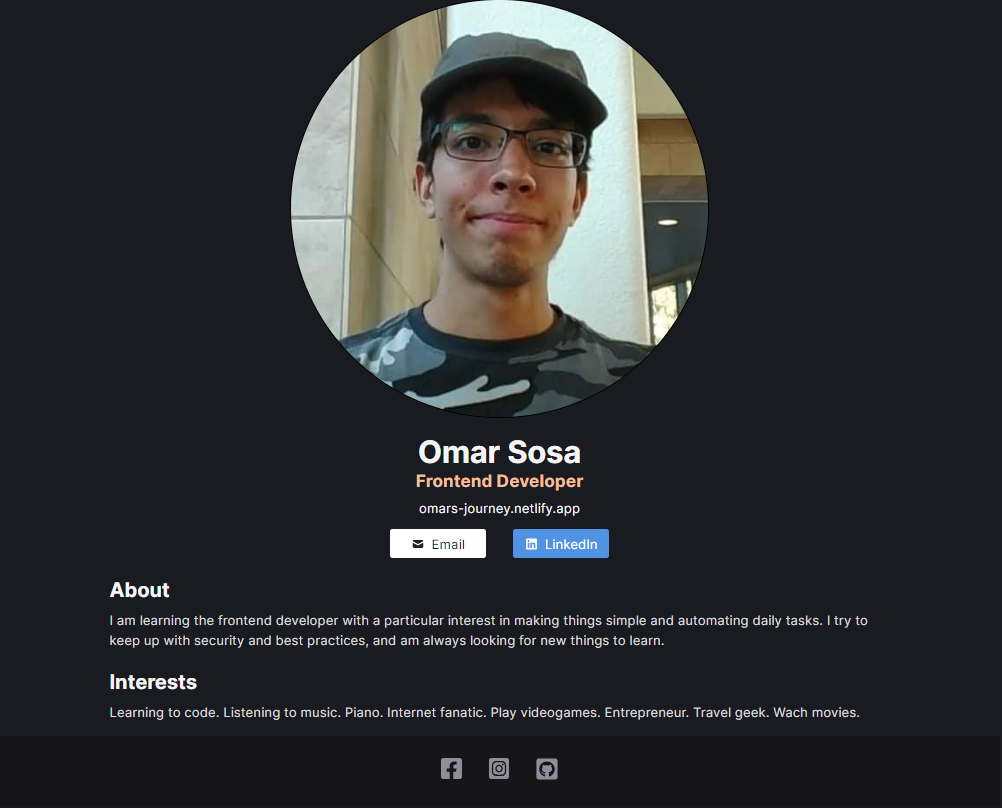 Omar Sosa
Frontend Developer
omars-journey.netlify.app
Email
LinkedIn
About
I am learning the frontend developer with a particular interest in making things simple and automating daily tasks. I try to
keep up with security and best practices, and am always looking for new things to learn.
Interests
Learning to code. Listening to music. Piano. Internet fanatic. Play videogames. Entrepreneur. Travel geek. Wach movies.